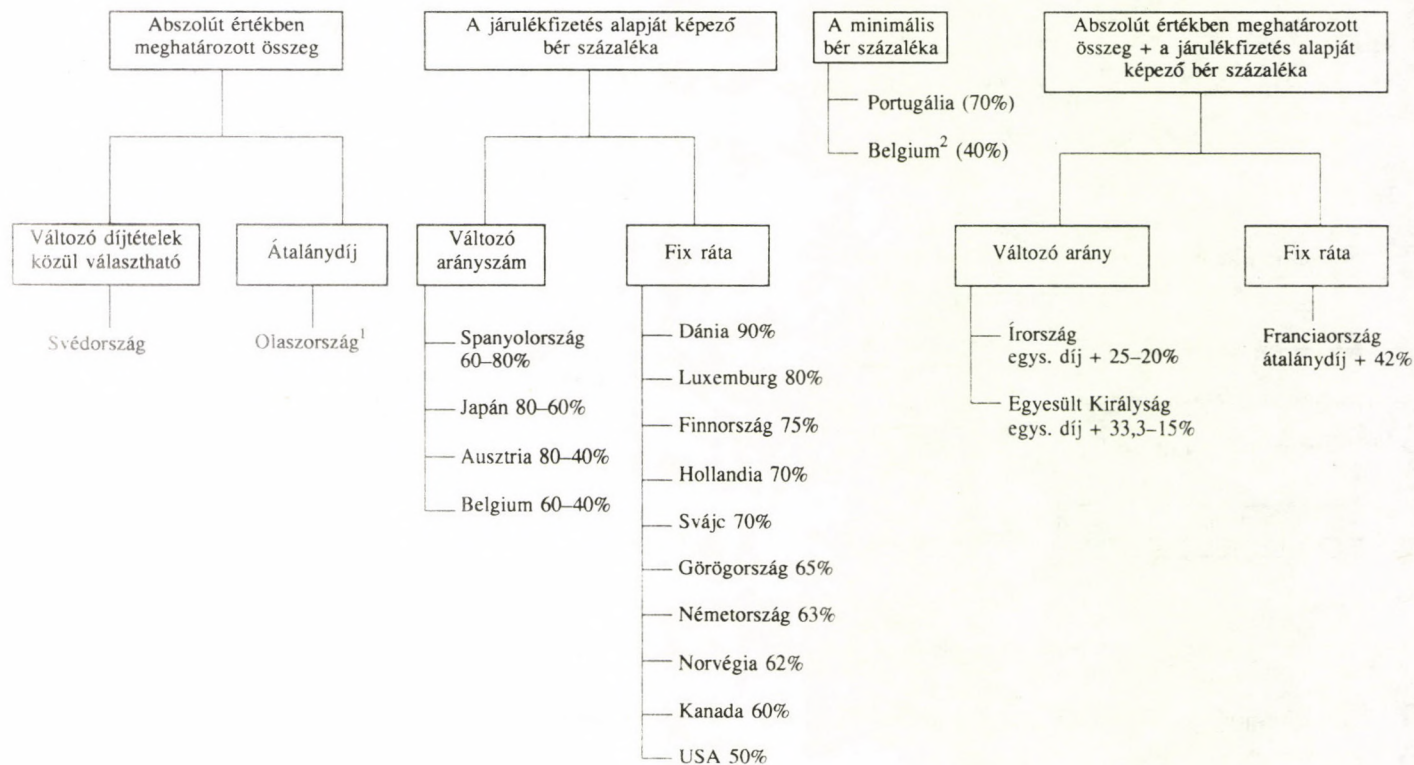 Abszolút értékben
meghatározott összeg
Változó díjtételek
közül választható
Svédország
Átalánydíj
Olaszország¹
A járulékfizetés alapját képező
bér százaléka
Változó
arányszám
Spanyolország
60–80%
Japán 80–60%
Ausztria 80–40%
Belgium 60–40%
Fix ráta
Dánia 90%
Luxemburg 80%
Finnország 75%
Hollandia 70%
Svájc 70%
Görögország 65%
Németország 63%
Norvégia 62%
Kanada 60%
USA 50%
A minimális
bér százaléka
Portugália (70%)
Belgium² (40%)
Abszolút értékben meghatározott
összeg + a járulékfizetés alapját
képező bér százaléka
Változó arány
Írország
egys. díj + 25–20%
Egyesült Királyság
egys. díj + 33,3–15%
Fix ráta
Franciaország
átalánydíj + 42%